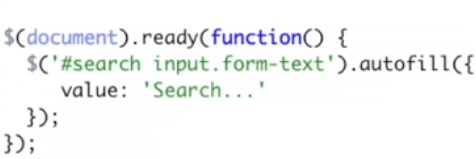 $(document).ready(function() {
  $('#search input.form-text').autofill({
    value: 'Search...'
  });
});